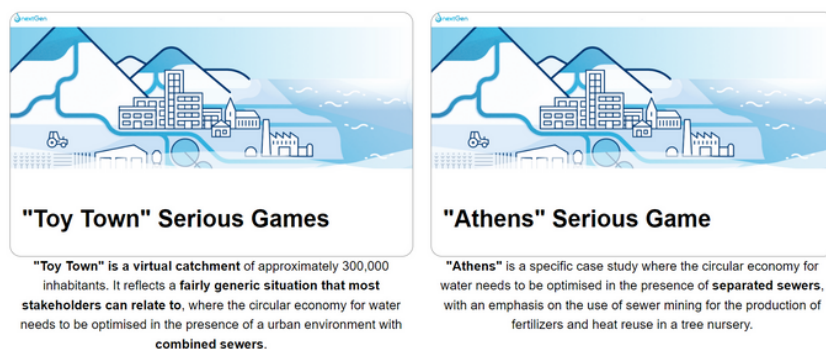 nextGen
"Toy Town" Serious Games
"Toy Town" is a virtual catchment of approximately 300,000
inhabitants. It reflects a fairly generic situation that most
stakeholders can relate to, where the circular economy for water
needs to be optimised in the presence of a urban environment with
combined sewers.
nextGen
"Athens" Serious Game
"Athens" is a specific case study where the circular economy for
water needs to be optimised in the presence of separated sewers,
with an emphasis on the use of sewer mining for the production of
fertilizers and heat reuse in a tree nursery.